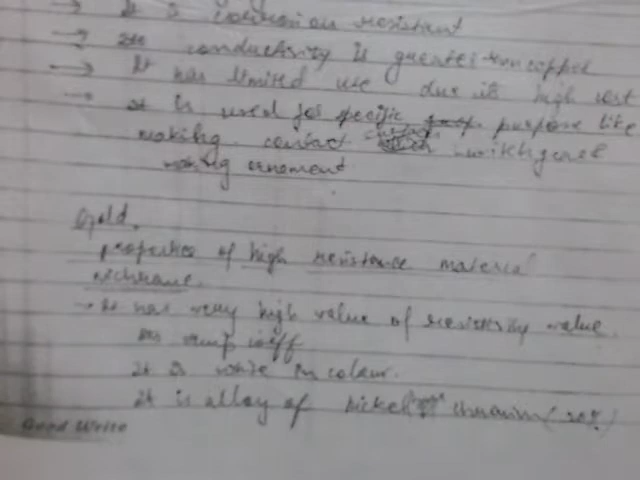 → It is corrosion resistant
→ Its conductivity is greater than copper
→ It has limited use due its high cost
→ It is used for specific purpose like
making contact switchgear
making ornament
Gold.
properties of high resistance material
nichrome.
→ It has very high value of resistivity value
temp coeff
It is white in colour.
It is alloy of nickel chromium (20%)
Good Write